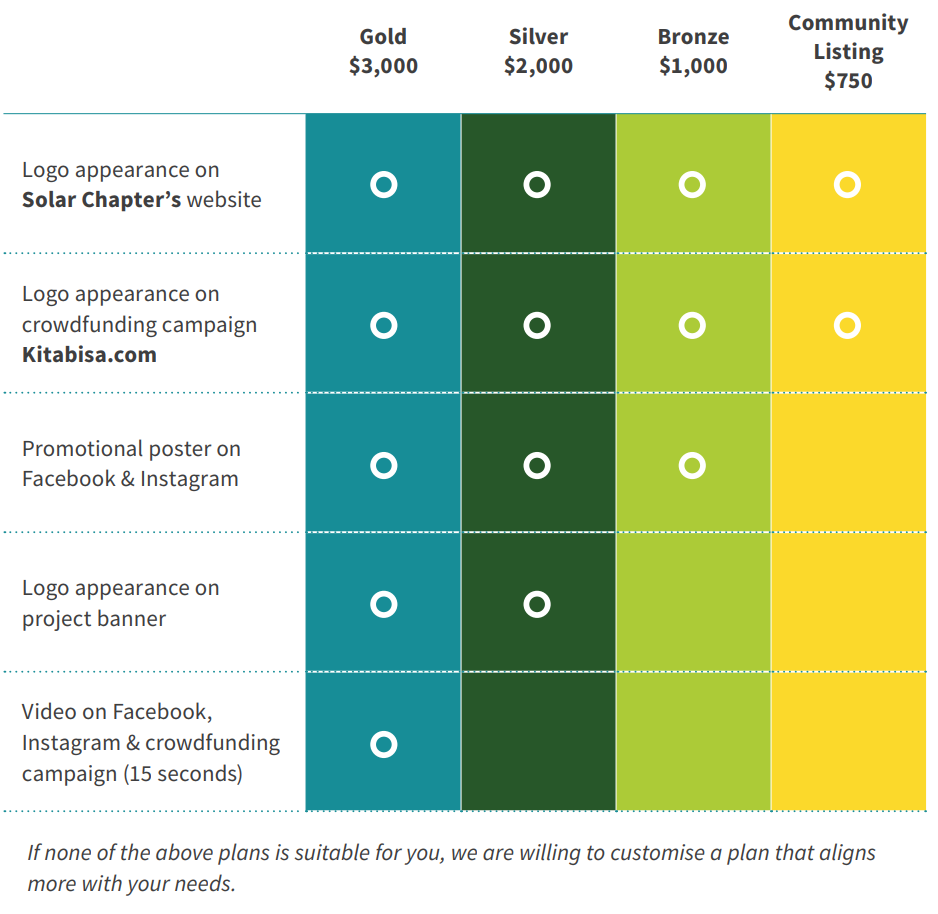 Gold
$3,000
Silver
$2,000
Bronze
$1,000
Community
Listing
$750
Logo appearance on
Solar Chapter’s website
Logo appearance on
crowdfunding campaign
Kitabisa.com
Promotional poster on
Facebook & Instagram
Logo appearance on
project banner
Video on Facebook,
Instagram & crowdfunding
campaign (15 seconds)
If none of the above plans is suitable for you, we are willing to customise a plan that aligns
more with your needs.